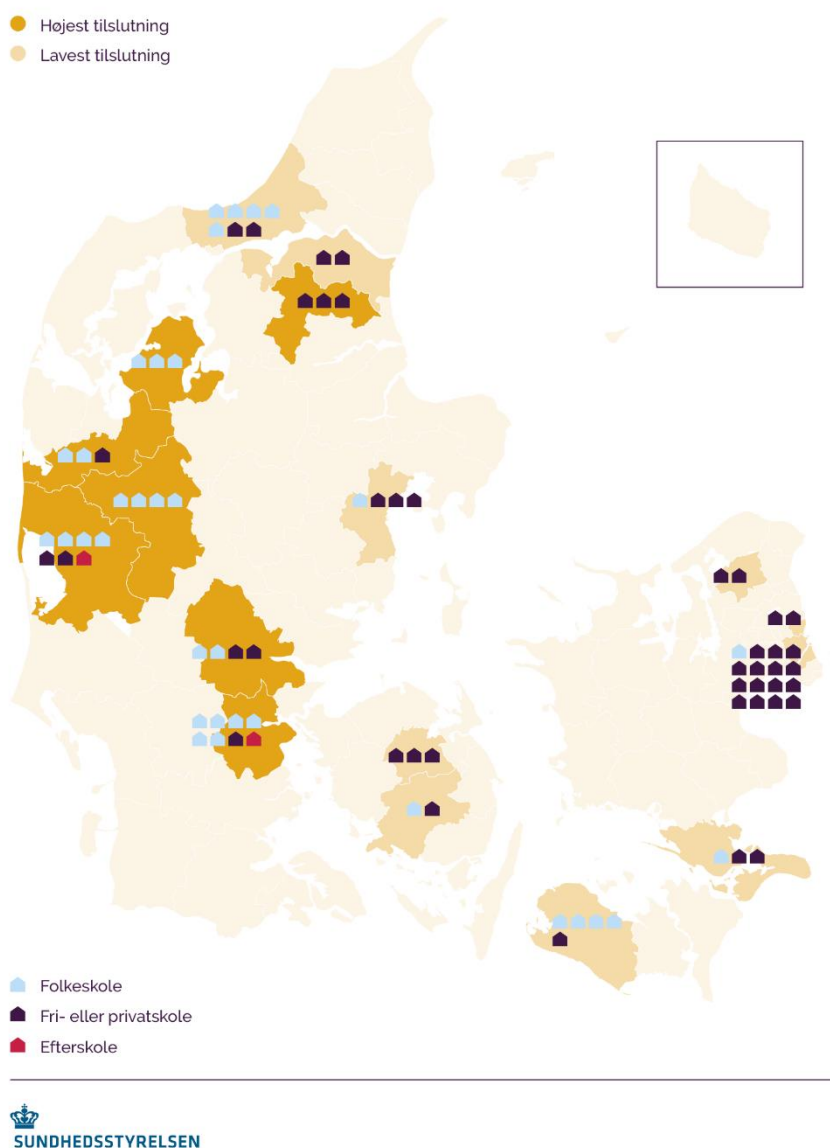 Højest tilslutning
Lavest tilslutning
Folkeskole
Fri- eller privatskole
Efterskole
SUNDHEDSSTYRELSEN